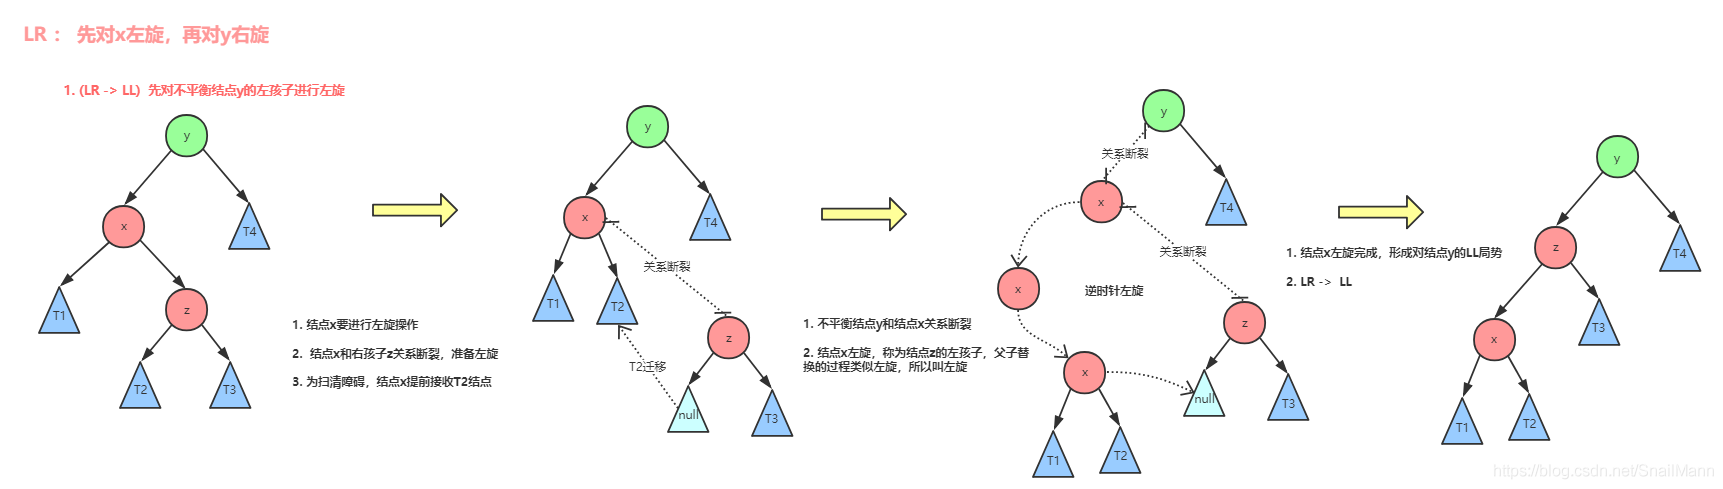 LR： 先对x左旋，再对y右旋
1. (LR -> LL) 先对不平衡结点y的左孩子进行左旋
y
x
T4
T1
z
T2
T3
1. 结点x要进行左旋操作
2. 结点x和右孩子z关系断裂，准备左旋
3. 为扫清障碍，结点x提前接收T2结点
y
x
T4
关系断裂
T1
T2
z
T2迁移
null
T3
1. 不平衡结点y和结点x关系断裂
2. 结点x左旋，称为结点z的左孩子，父子替
换的过程类似左旋，所以叫左旋
y
关系断裂
x
T4
关系断裂
x
逆时针左旋
z
x
null
T3
T1
T2
1. 结点x左旋完成，形成对结点y的LL局势
2. LR -> LL
y
z
T4
T3
x
T1
T2
https://blog.csdn.net/SnailMann